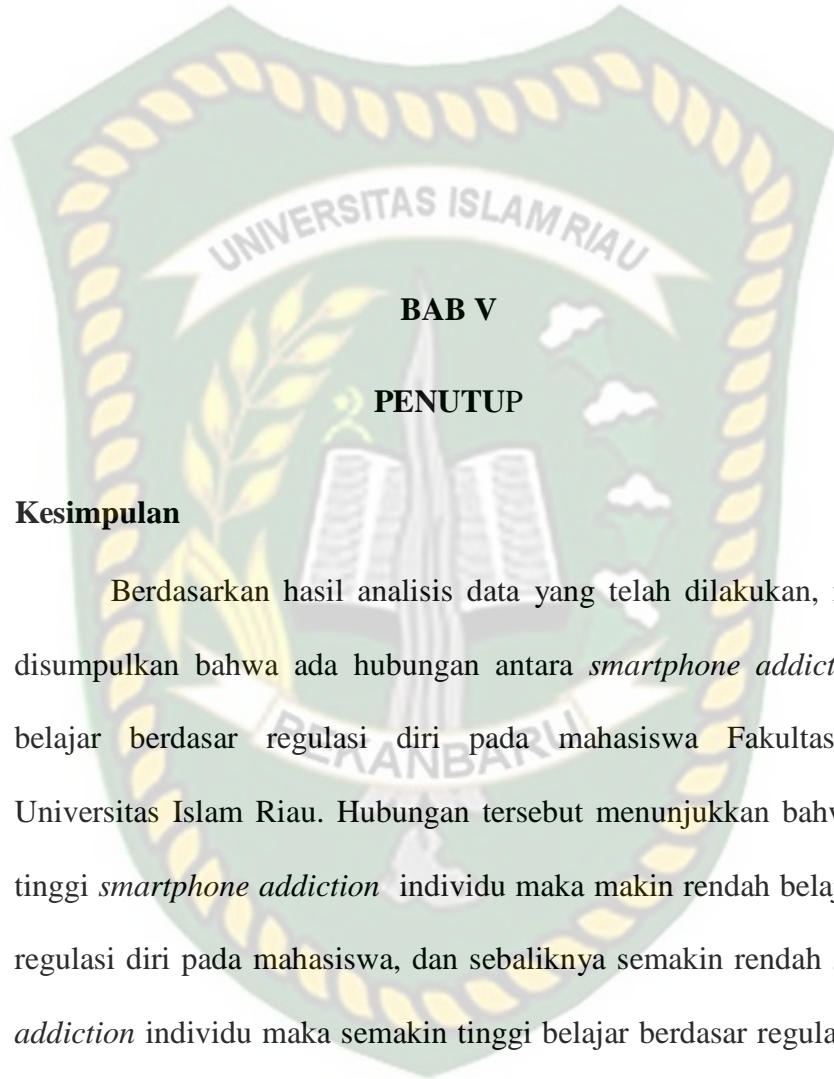 UNIVERSITAS ISLAM RIAU
BAB V
PENUTUP
Kesimpulan
Berdasarkan hasil analisis data yang telah dilakukan,
disumpulkan bahwa ada hubungan antara smartphone addict
belajar berdasar regulasi diri pada mahasiswa Fakultas
PEKANBARU
Universitas Islam Riau. Hubungan tersebut menunjukkan bahw
tinggi smartphone addiction individu maka makin rendah belaj
regulasi diri pada mahasiswa, dan sebaliknya semakin rendah
addiction individu maka semakin tinggi belajar berdasar regula